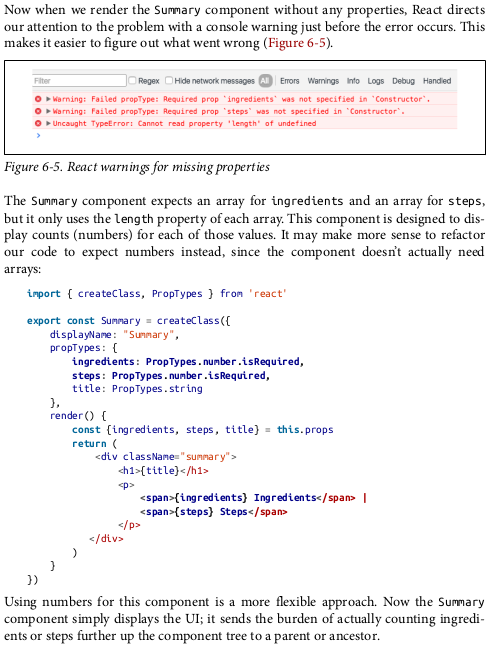 Now when we render the Summary component without any properties, React directs
our attention to the problem with a console warning just before the error occurs. This
makes it easier to figure out what went wrong (Figure 6-5).
Filter Regex Hide network messages All Errors Warnings Info Logs Debug Handled
Warning: Failed propType: Required prop `ingredients` was not specified in `Constructor`.
Warning: Failed propType: Required prop `steps` was not specified in `Constructor`.
Uncaught TypeError: Cannot read property 'length' of undefined
Figure 6-5. React warnings for missing properties
The Summary component expects an array for ingredients and an array for steps,
but it only uses the length property of each array. This component is designed to dis-
play counts (numbers) for each of those values. It may make more sense to refactor
our code to expect numbers instead, since the component doesn't actually need
arrays:
import { createClass, PropTypes } from 'react'
export const Summary = createClass({
displayName: "Summary",
propTypes: {
ingredients: PropTypes.number.isRequired,
steps: PropTypes.number.isRequired,
title: PropTypes.string
},
render() {
const {ingredients, steps, title} = this.props
return (
<div className="summary">
<h1>{title}</h1>
<p>
<span>{ingredients} Ingredients</span> |
<span>{steps} Steps</span>
</p>
</div>
)
}
})
Using numbers for this component is a more flexible approach. Now the Summary
component simply displays the UI; it sends the burden of actually counting ingredi-
ents or steps further up the component tree to a parent or ancestor.